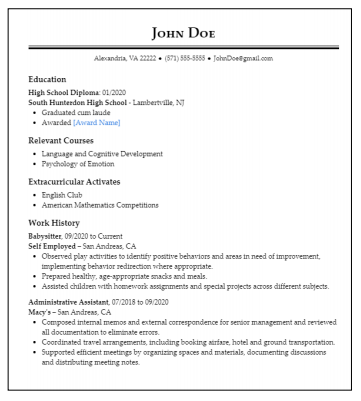 John Doe
Alexandria, VA 22222 • (571) 555-5555 • JohnDoe@gmail.com
Education
High School Diploma: 01/2020
South Hunterdon High School - Lambertville, NJ
• Graduated cum laude
• Awarded [Award Name]
Relevant Courses
• Language and Cognitive Development
• Psychology of Emotion
Extracurricular Activates
• English Club
• American Mathematics Competitions
Work History
Babysitter, 09/2020 to Current
Self Employed – San Andreas, CA
• Observed play activities to identify positive behaviors and areas in need of improvement,
implementing behavior redirection where appropriate.
• Prepared healthy, age-appropriate snacks and meals.
• Assisted children with homework assignments and special projects across different subjects.
Administrative Assistant, 07/2018 to 09/2020
Macy's – San Andreas, CA
• Composed internal memos and external correspondence for senior management and reviewed
all documentation to eliminate errors.
• Coordinated travel arrangements, including booking airfare, hotel and ground transportation.
• Supported efficient meetings by organizing spaces and materials, documenting discussions
and distributing meeting notes.